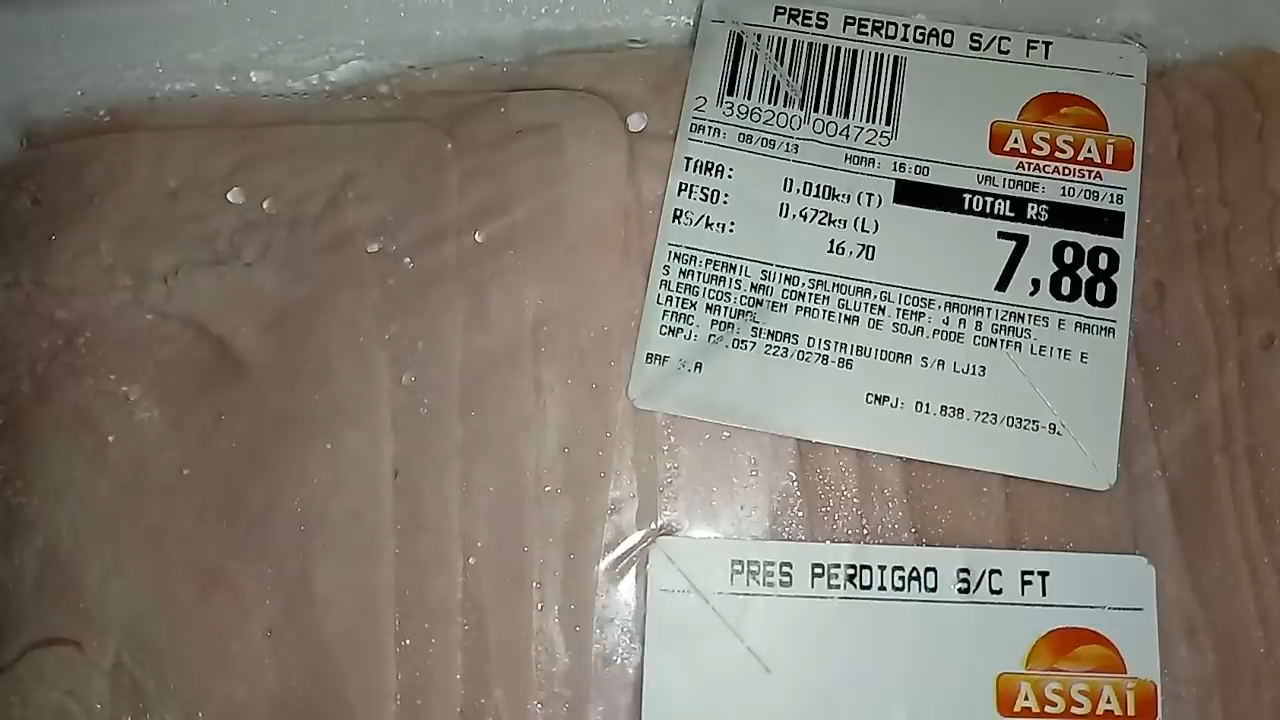 PRES PERDIGAO S/C FT
2 396200 004725
ASSAÍ
ATACADISTA
DATA: 08/09/13 HORA: 16:00 VALIDADE: 10/09/18
TARA: 0,010kg (T)
PESO: 0,472kg (L)
R$/kg: 16,70
TOTAL R$
7,88
INGR:PERNIL SUINO,SALMOURA,GLICOSE,AROMATIZANTES E AROMA
S NATURAIS.NAO CONTEM GLUTEN.TEMP: 4 A 8 GRAUS.
ALERGICOS:CONTEM PROTEINA DE SOJA.PODE CONTER LEITE E
LATEX NATURAL
FRAC. POR: SENDAS DISTRIBUIDORA S/A LJ13
CNPJ: .057 223/0278-86
BRF .A
CNPJ: 01.838.723/0325-9
PRES PERDIGAO S/C FT
ASSAÍ